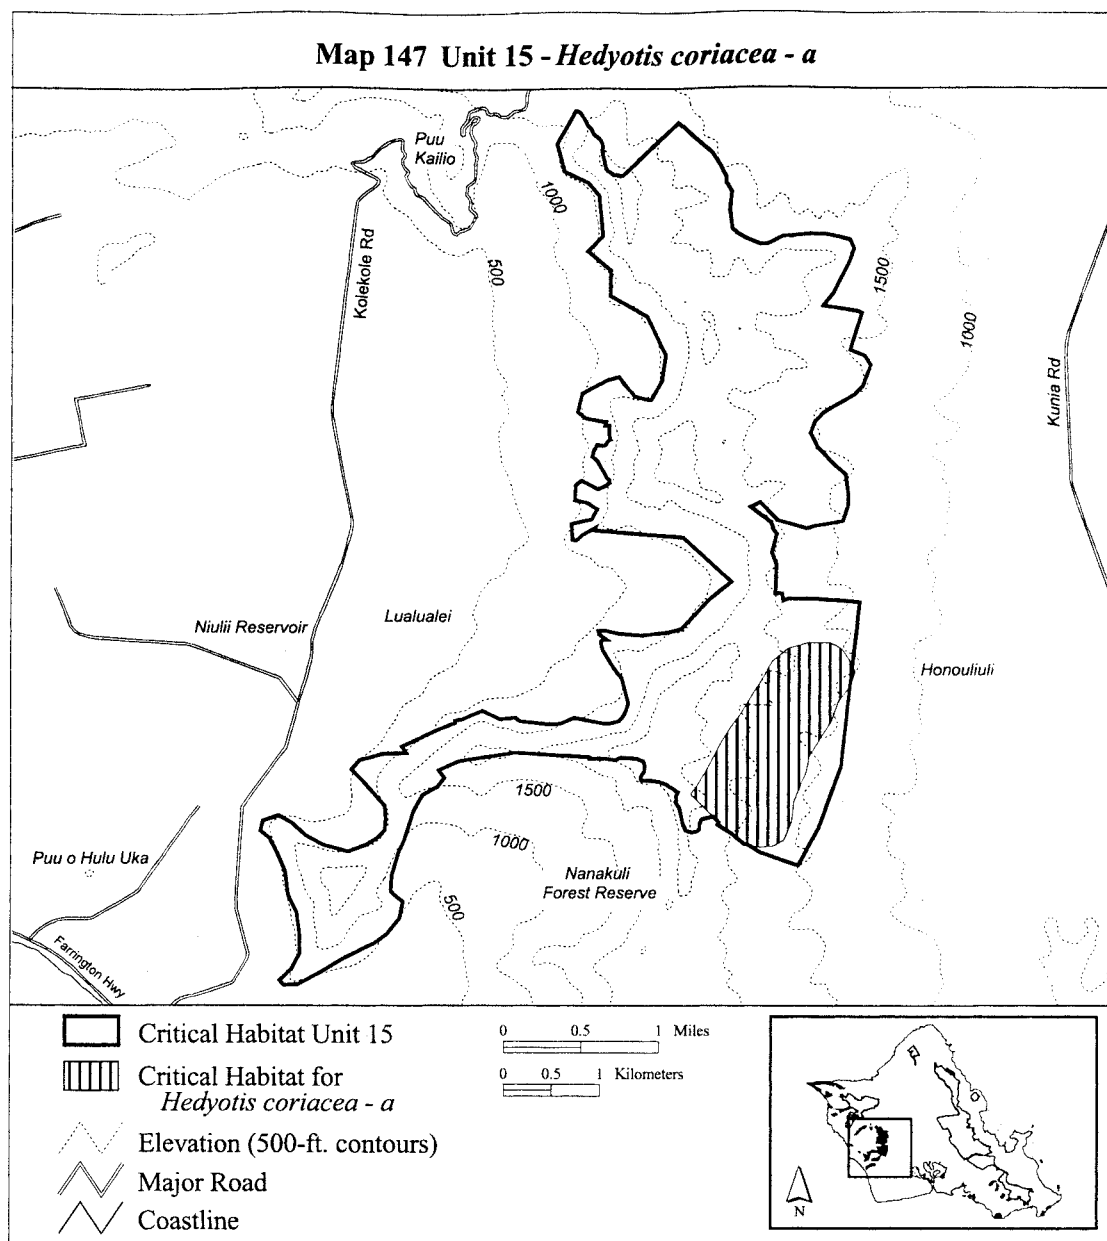 Map 147 Unit 15 - Hedyotis coriacea - a
Puu
Kailio
1000
500
Kolekole Rd
1500
1000
Kunia Rd
Niulii Reservoir
Lualualei
Honouliuli
1500
1000
Puu o Hulu Uka
Nanakuli
Forest Reserve
500
Farrington Hwy
Critical Habitat Unit 15
0 0.5 1 Miles
Critical Habitat for
Hedyotis coriacea - a
0 0.5 1 Kilometers
Elevation (500-ft. contours)
Major Road
Coastline
N